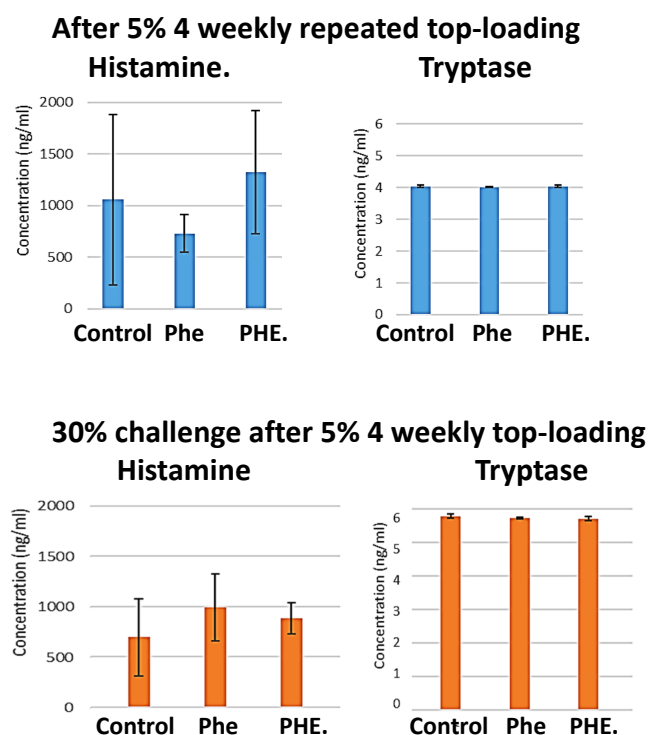 After 5% 4 weekly repeated top-loading
Histamine.
Tryptase
Concentration (ng/ml)
2000
1500
1000
500
0
Control Phe PHE.
Concentration (ng/ml)
6
5
4
3
2
1
0
Control Phe PHE.
30% challenge after 5% 4 weekly top-loading
Histamine
Tryptase
Concentration (ng/ml)
2000
1500
1000
500
0
Control Phe PHE.
Concentration (ng/ml)
6
5
4
3
2
1
0
Control Phe PHE.